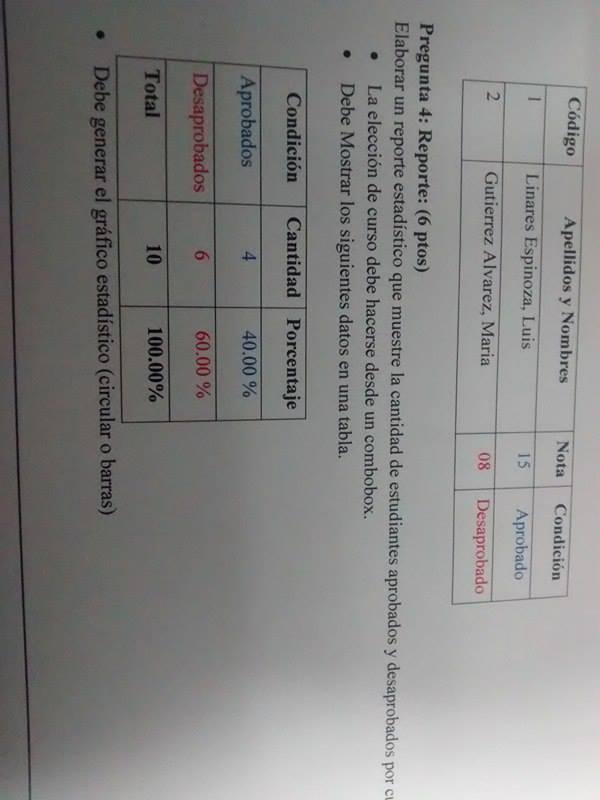 Código Apellidos y Nombres Nota Condición
1 Linares Espinoza, Luis 15 Aprobado
2 Gutierrez Alvarez, Maria 08 Desaprobado
Pregunta 4: Reporte: (6 ptos)
Elaborar un reporte estadístico que muestre la cantidad de estudiantes aprobados y desaprobados por
• La elección de curso debe hacerse desde un combobox.
• Debe Mostrar los siguientes datos en una tabla.
Condición Cantidad Porcentaje
Aprobados 4 40.00 %
Desaprobados 6 60.00 %
Total 10 100.00%
• Debe generar el gráfico estadístico (circular o barras)